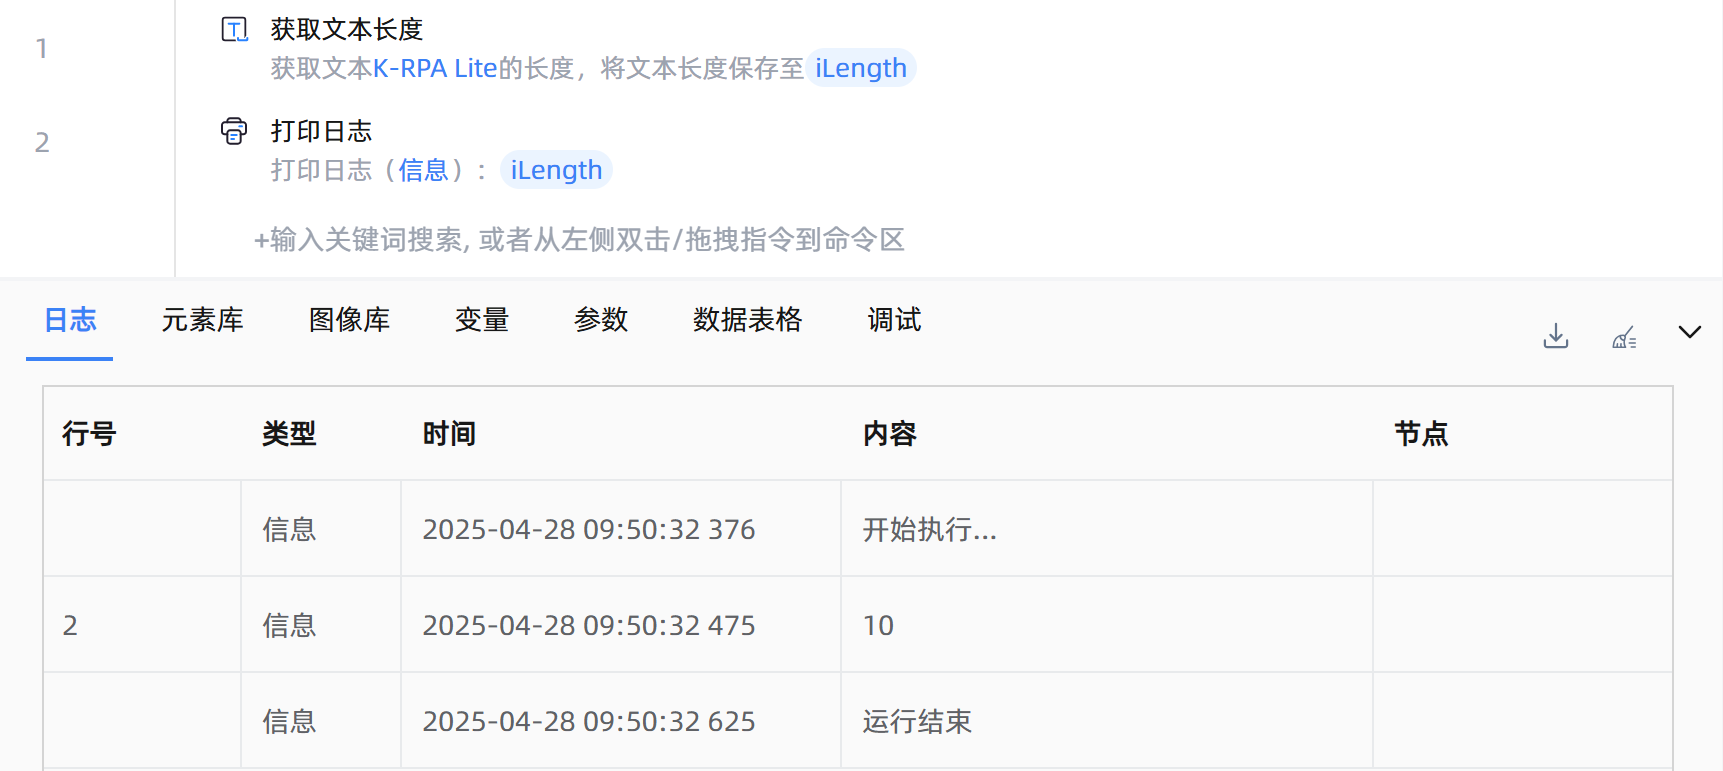 1
获取文本长度
获取文本K-RPA Lite的长度，将文本长度保存至 iLength
2
打印日志
打印日志（信息）： iLength
+输入关键词搜索, 或者从左侧双击/拖拽指令到命令区
日志 元素库 图像库 变量 参数 数据表格 调试
行号 类型 时间 内容 节点
信息 2025-04-28 09:50:32 376 开始执行...
2 信息 2025-04-28 09:50:32 475 10
信息 2025-04-28 09:50:32 625 运行结束